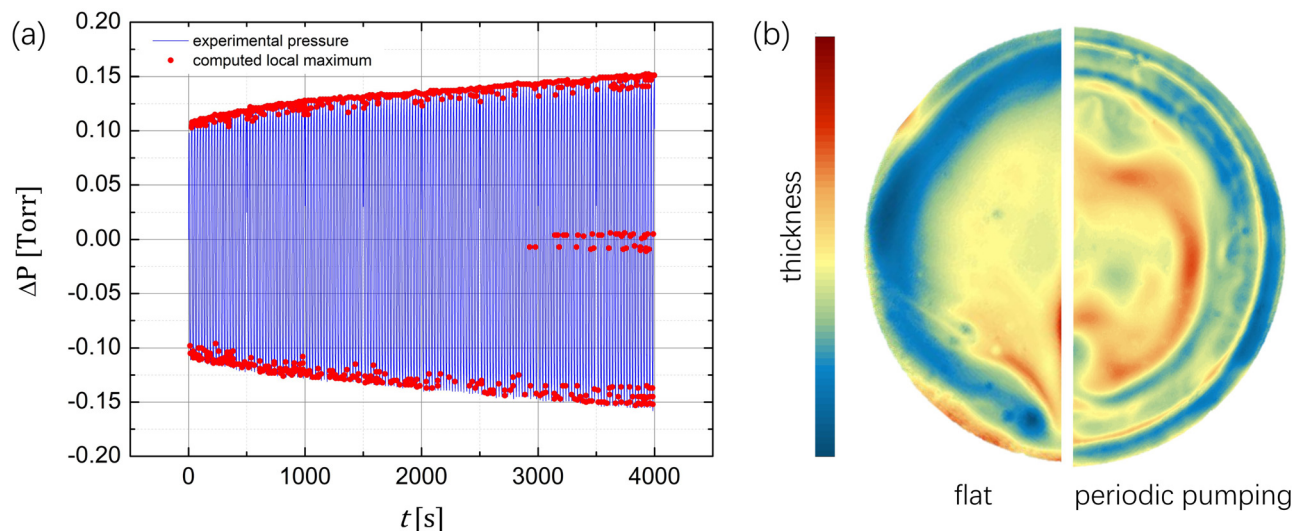 (a)
0.20
0.15
0.10
0.05
0.00
-0.05
-0.10
-0.15
-0.20
ΔP [Torr]
experimental pressure
computed local maximum
0 1000 2000 3000 4000
t [s]
(b)
thickness
flat
periodic pumping